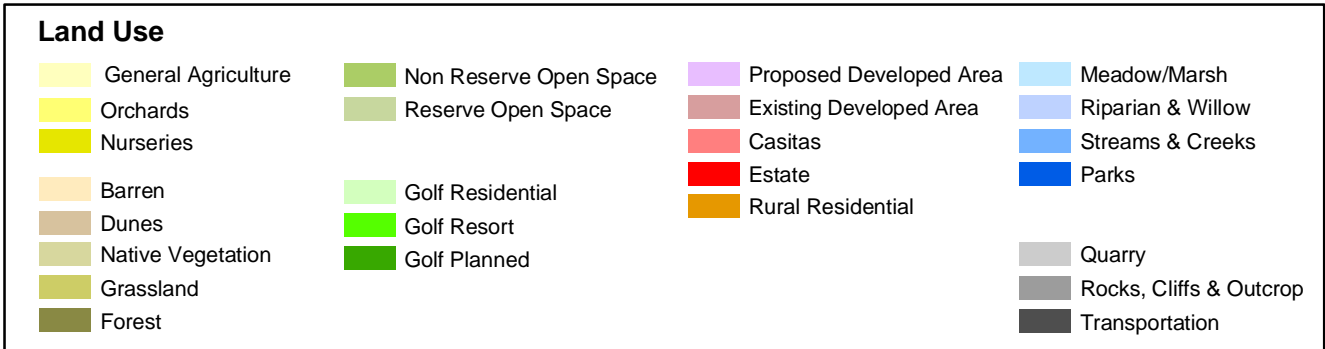 Land Use
General Agriculture
Orchards
Nurseries
Barren
Dunes
Native Vegetation
Grassland
Forest
Non Reserve Open Space
Reserve Open Space
Golf Residential
Golf Resort
Golf Planned
Proposed Developed Area
Existing Developed Area
Casitas
Estate
Rural Residential
Meadow/Marsh
Riparian & Willow
Streams & Creeks
Parks
Quarry
Rocks, Cliffs & Outcrop
Transportation